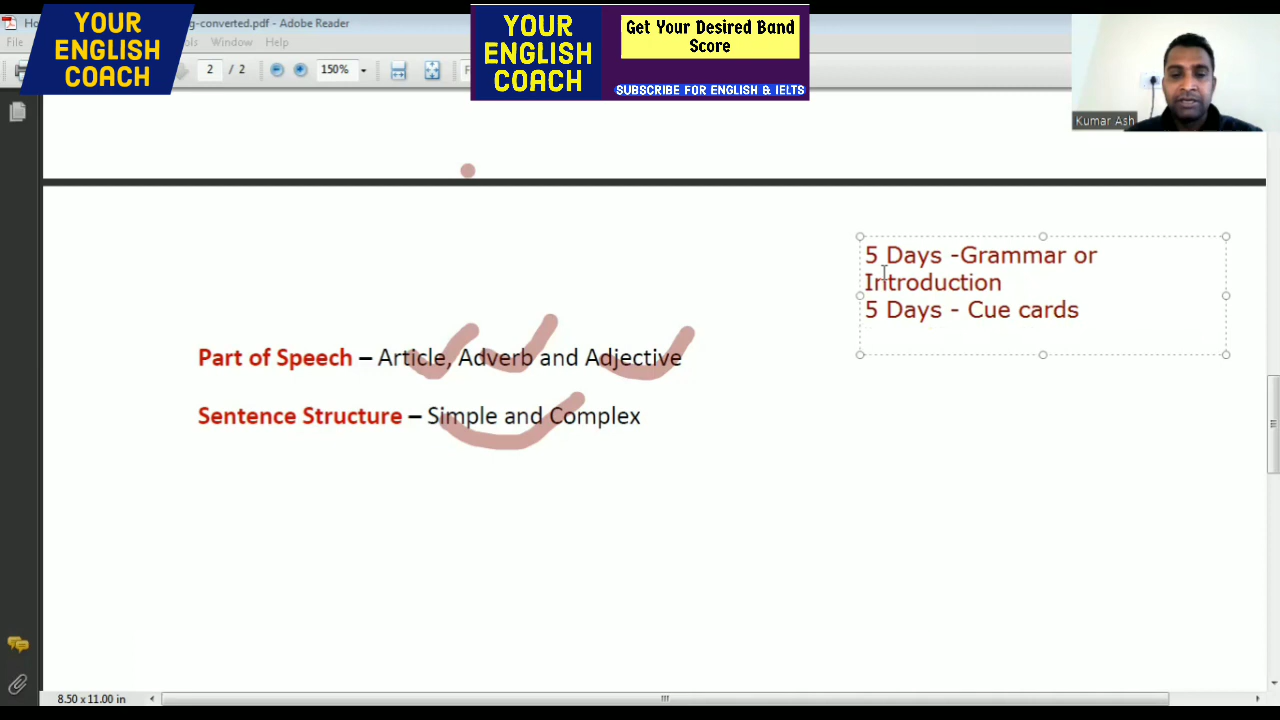 YOUR
ENGLISH
COACH
g-converted.pdf - Adobe Reader
Window Help
2 / 2 150%
YOUR
ENGLISH
COACH
Get Your Desired Band
Score
SUBSCRIBE FOR ENGLISH & IELTS
Kumar Ash
5 Days -Grammar or
Introduction
5 Days - Cue cards
Part of Speech – Article, Adverb and Adjective
Sentence Structure – Simple and Complex
8.50 x 11.00 in